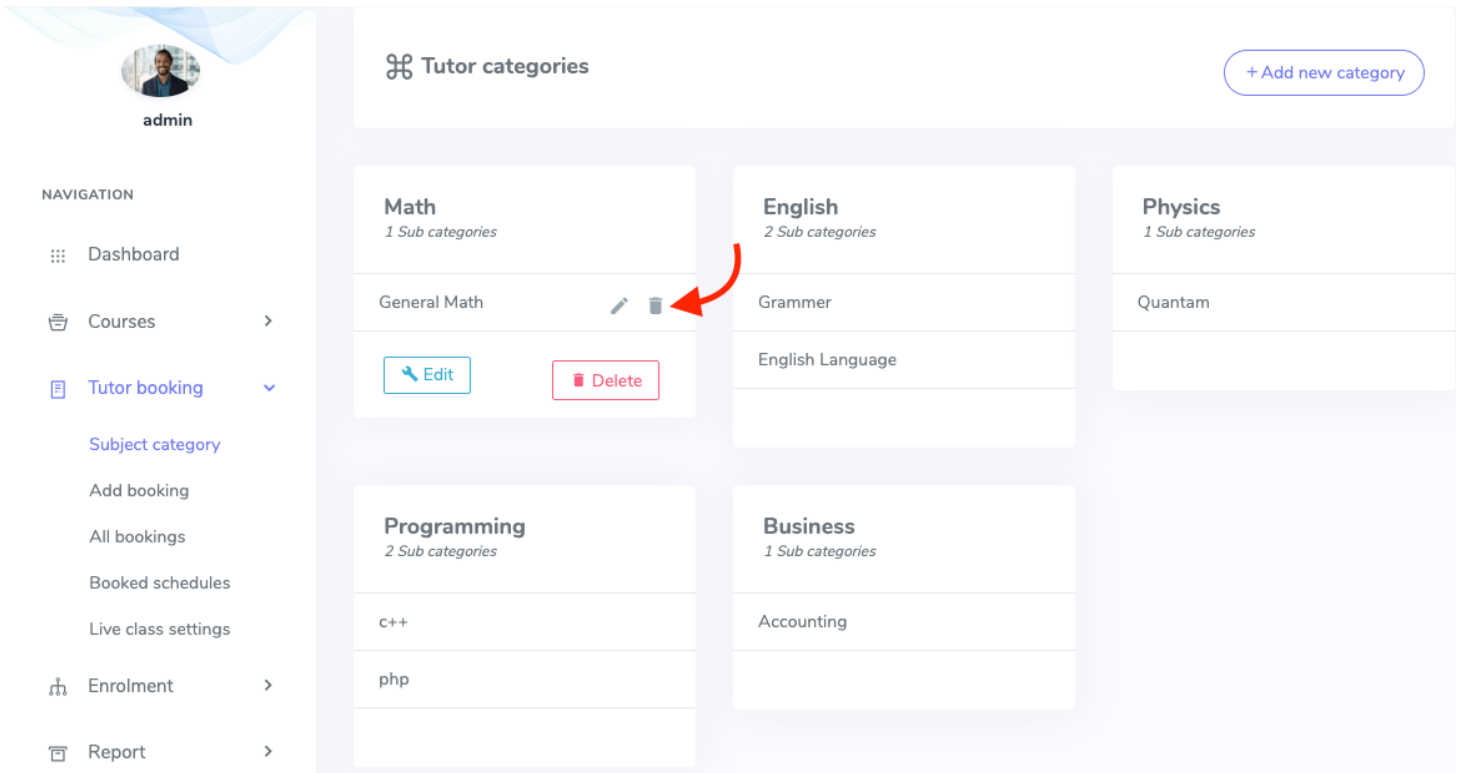 admin
NAVIGATION
Dashboard
Courses
Tutor booking
Subject category
Add booking
All bookings
Booked schedules
Live class settings
Enrolment
Report
Tutor categories
+ Add new category
Math
1 Sub categories
General Math
Edit
Delete
English
2 Sub categories
Grammer
English Language
Physics
1 Sub categories
Quantam
Programming
2 Sub categories
c++
php
Business
1 Sub categories
Accounting